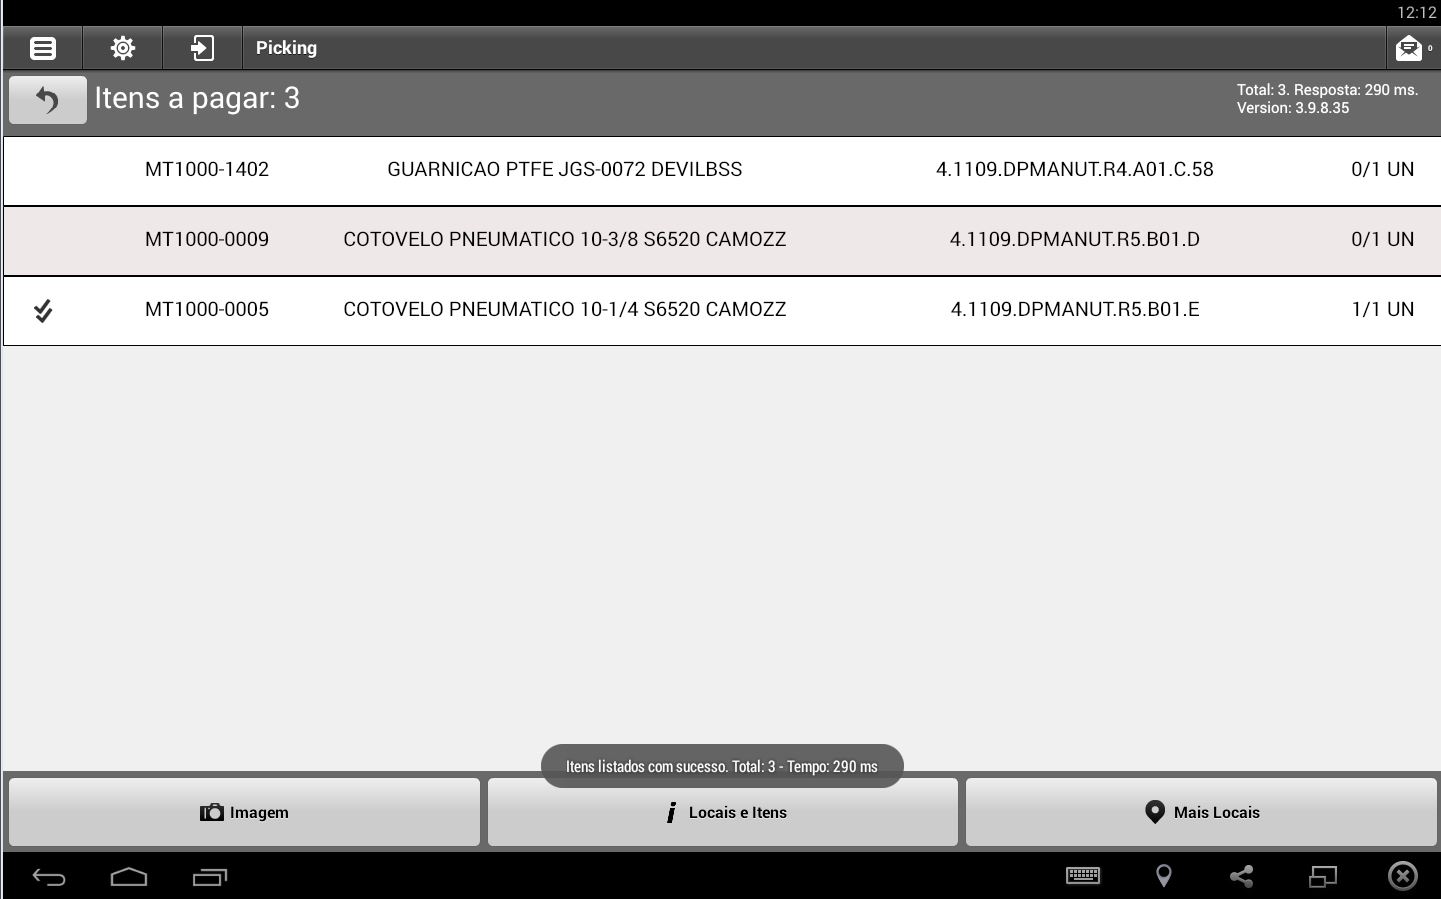 12:12
Picking
0
Itens a pagar: 3
Total: 3. Resposta: 290 ms.
Version: 3.9.8.35
MT1000-1402 GUARNICAO PTFE JGS-0072 DEVILBSS 4.1109.DPMANUT.R4.A01.C.58 0/1 UN
MT1000-0009 COTOVELO PNEUMATICO 10-3/8 S6520 CAMOZZ 4.1109.DPMANUT.R5.B01.D 0/1 UN
MT1000-0005 COTOVELO PNEUMATICO 10-1/4 S6520 CAMOZZ 4.1109.DPMANUT.R5.B01.E 1/1 UN
Itens listados com sucesso. Total: 3 - Tempo: 290 ms
Imagem Locais e Itens Mais Locais